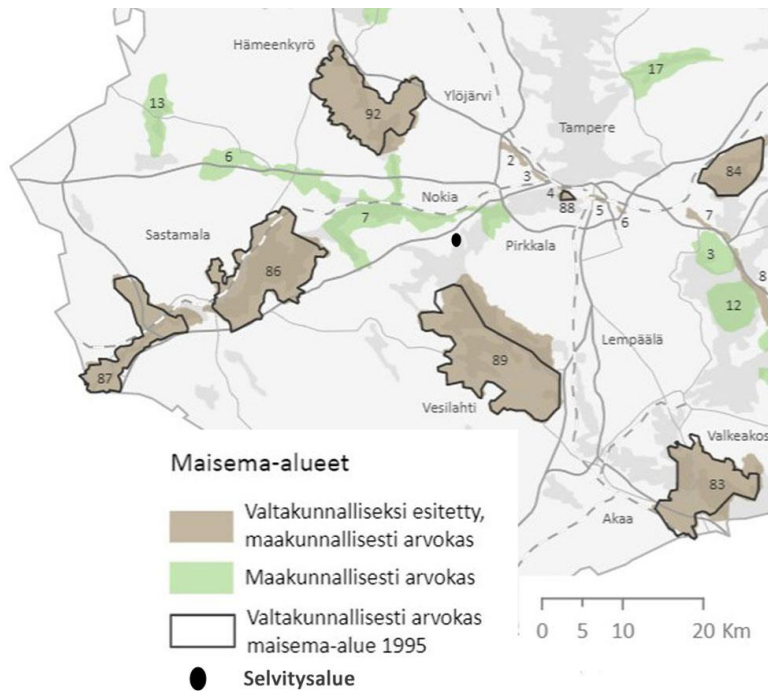 Hämeenkyrö
17
13
Ylöjärvi
92
Tampere
6
2
3
84
Nokia
4
88
5
7
7
6
Sastamala
Pirkkala
3
86
8
12
Lempäälä
89
87
Vesilahti
Valkeakos
Maisema-alueet
83
Valtakunnalliseksi esitetty,
maakunnallisesti arvokas
Akaa
Maakunnallisesti arvokas
Valtakunnallisesti arvokas
maisema-alue 1995
0 5 10 20 Km
Selvitysalue